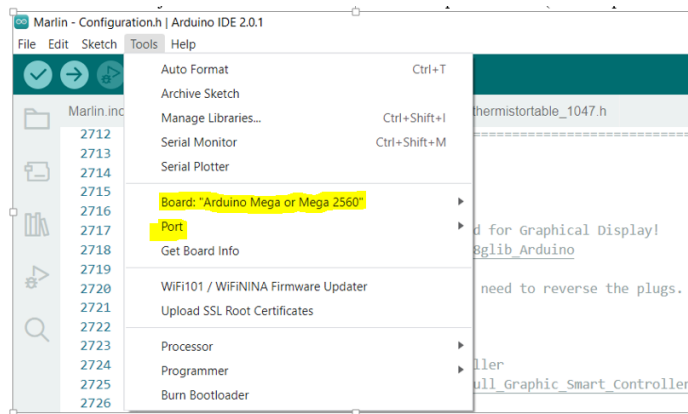 Marlin - Configuration.h | Arduino IDE 2.0.1
File Edit Sketch Tools Help
Auto Format Ctrl+T
Archive Sketch
Marlin.ino
Manage Libraries... Ctrl+Shift+I
thermistortable_1047.h
2712
Serial Monitor Ctrl+Shift+M
2713
Serial Plotter
2714
2715
Board: "Arduino Mega or Mega 2560"
2716
Port
2717
d for Graphical Display!
2718
Get Board Info
8glib_Arduino
2719
2720
WiFi101 / WiFiNINA Firmware Updater
need to reverse the plugs.
2721
Upload SSL Root Certificates
2722
2723
Processor
2724
ller
Programmer
2725
ull_Graphic_Smart_Controller
2726
Burn Bootloader